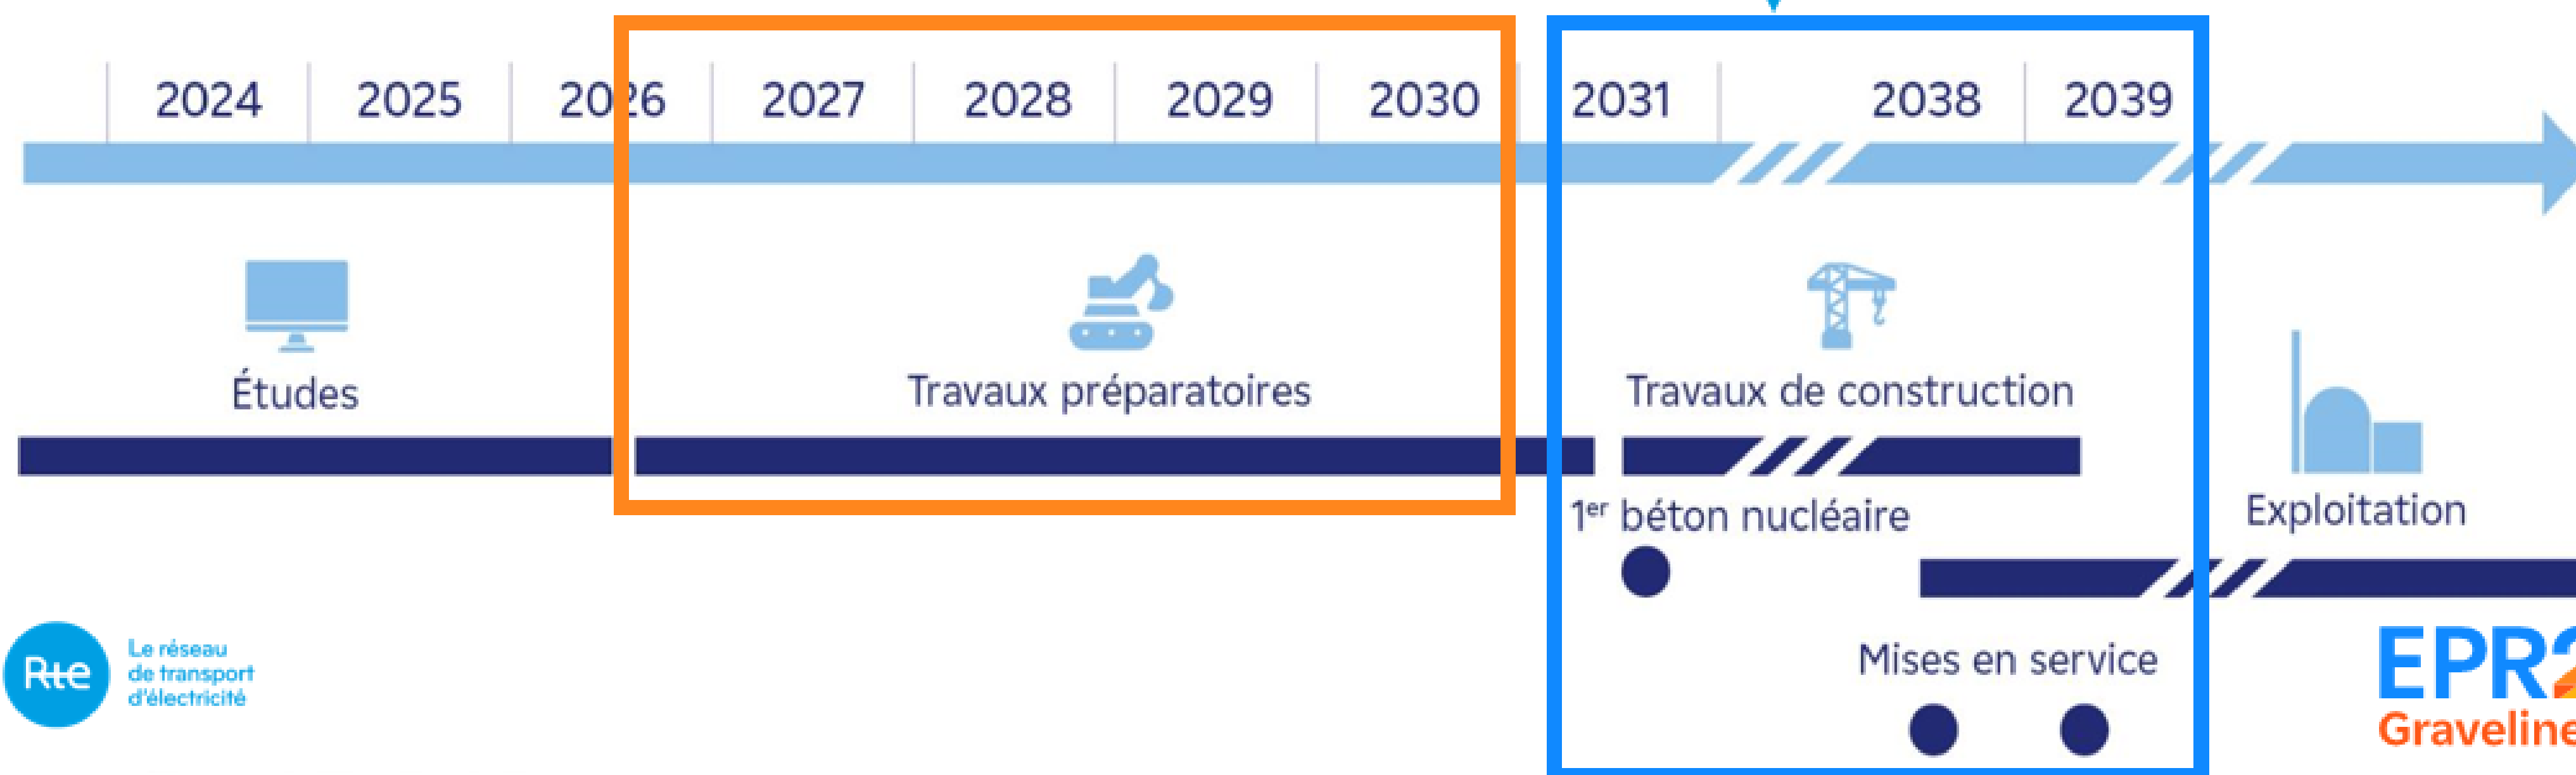 2024 2025 2026 2027 2028 2029 2030 2031 2038 2039
Études
Travaux préparatoires
Travaux de construction
1er béton nucléaire
Exploitation
Mises en service
Rte
Le réseau
de transport
d'électricité
EPR2
Graveline